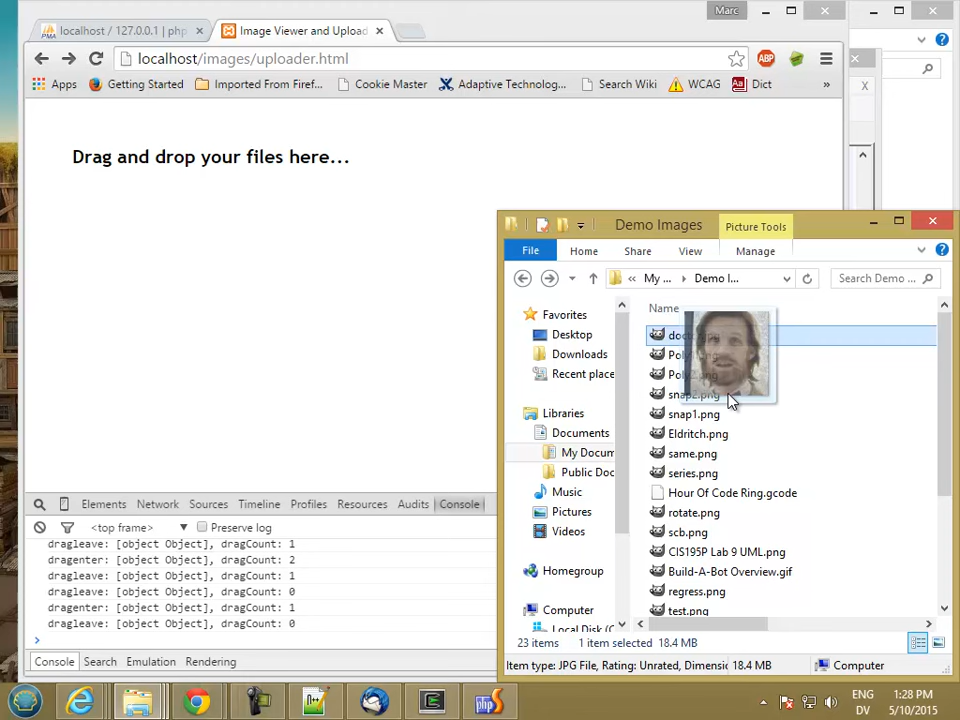 Marc
localhost / 127.0.0.1 | php
Image Viewer and Upload
localhost/images/uploader.html
Apps
Getting Started
Imported From Firef...
Cookie Master
Adaptive Technolog...
Search Wiki
WCAG
Dict
»
Drag and drop your files here...
Demo Images
Picture Tools
File
Home
Share
View
Manage
« My ... ▸ Demo I...
Search Demo ...
Name
Favorites
Desktop
Downloads
Recent place
Libraries
Documents
My Docum
Public Doc
Music
Pictures
Videos
Homegroup
Computer
snap2.png
snap1.png
Eldritch.png
same.png
series.png
Hour Of Code Ring.gcode
rotate.png
scb.png
CIS195P Lab 9 UML.png
Build-A-Bot Overview.gif
regress.png
test.png
23 items
1 item selected 18.4 MB
Item type: JPG File, Rating: Unrated, Dimensic 18.4 MB
Computer
Elements
Network
Sources
Timeline
Profiles
Resources
Audits
Console
<top frame>
Preserve log
dragleave: [object Object], dragCount: 1
dragenter: [object Object], dragCount: 2
dragleave: [object Object], dragCount: 1
dragleave: [object Object], dragCount: 0
dragenter: [object Object], dragCount: 1
dragleave: [object Object], dragCount: 0
Console
Search
Emulation
Rendering
ENG
DV
1:28 PM
5/10/2015